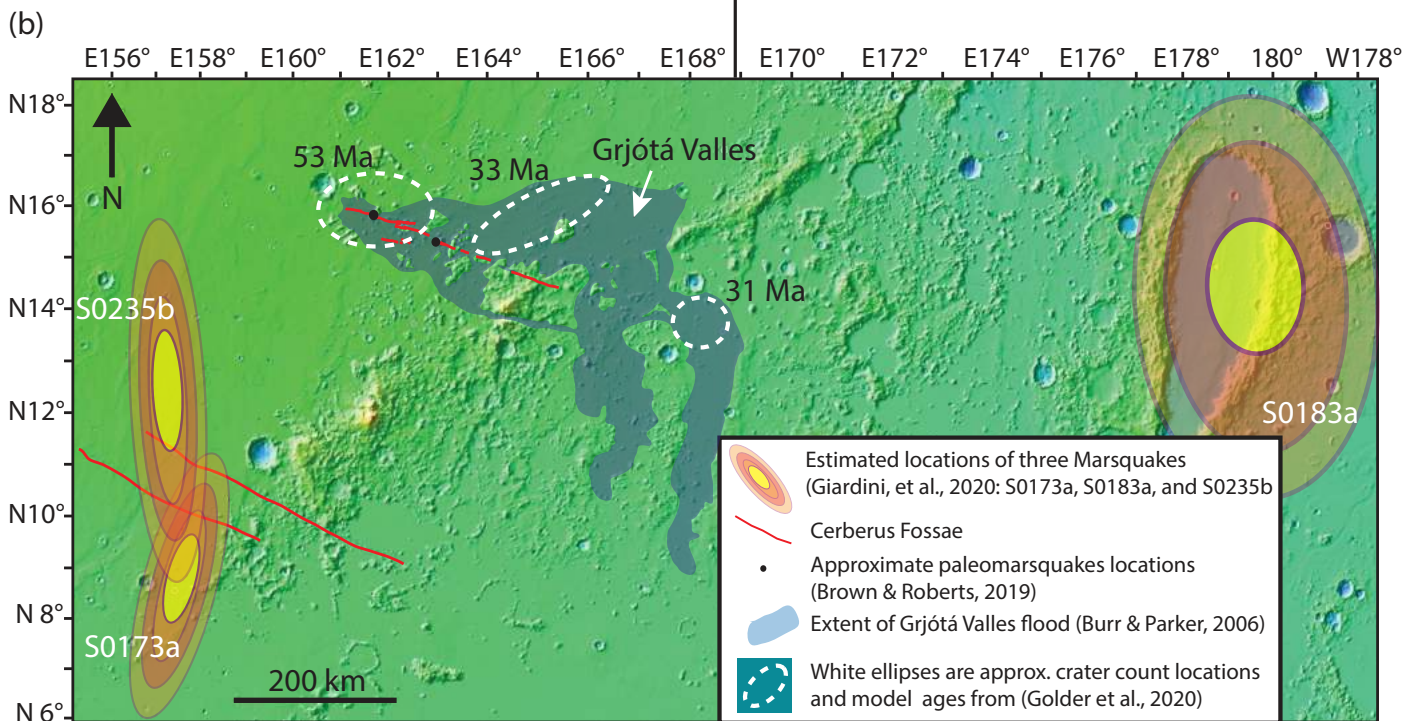 (b)
E156° E158° E160° E162° E164° E166° E168° E170° E172° E174° E176° E178° 180° W178°
N18°
N16°
N14°
N12°
N10°
N 8°
N 6°
N
53 Ma
33 Ma
Grjótá Valles
31 Ma
S0235b
S0183a
S0173a
200 km
Estimated locations of three Marsquakes
(Giardini, et al., 2020: S0173a, S0183a, and S0235b
Cerberus Fossae
Approximate paleomarsquakes locations
(Brown & Roberts, 2019)
Extent of Grjótá Valles flood (Burr & Parker, 2006)
White ellipses are approx. crater count locations
and model ages from (Golder et al., 2020)